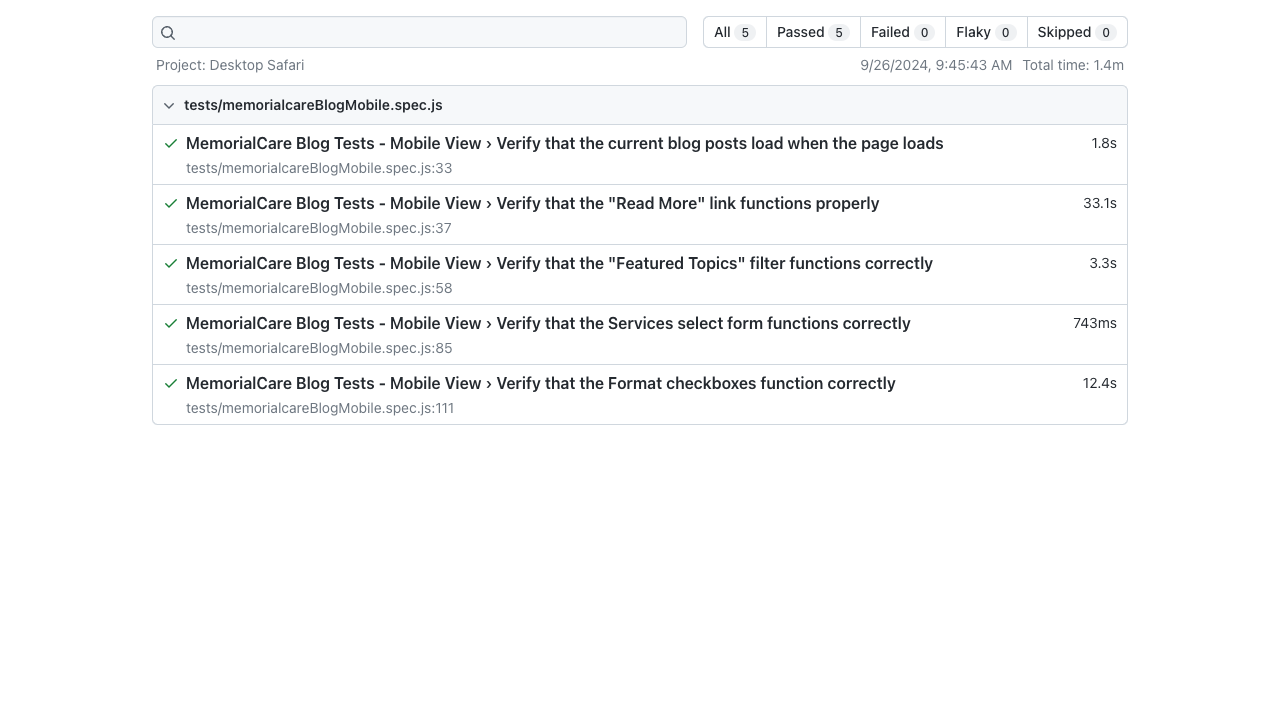 All 5 Passed 5 Failed 0 Flaky 0 Skipped 0
Project: Desktop Safari 9/26/2024, 9:45:43 AM Total time: 1.4m
tests/memorialcareBlogMobile.spec.js
MemorialCare Blog Tests - Mobile View › Verify that the current blog posts load when the page loads 1.8s
tests/memorialcareBlogMobile.spec.js:33
MemorialCare Blog Tests - Mobile View › Verify that the "Read More" link functions properly 33.1s
tests/memorialcareBlogMobile.spec.js:37
MemorialCare Blog Tests - Mobile View › Verify that the "Featured Topics" filter functions correctly 3.3s
tests/memorialcareBlogMobile.spec.js:58
MemorialCare Blog Tests - Mobile View › Verify that the Services select form functions correctly 743ms
tests/memorialcareBlogMobile.spec.js:85
MemorialCare Blog Tests - Mobile View › Verify that the Format checkboxes function correctly 12.4s
tests/memorialcareBlogMobile.spec.js:111